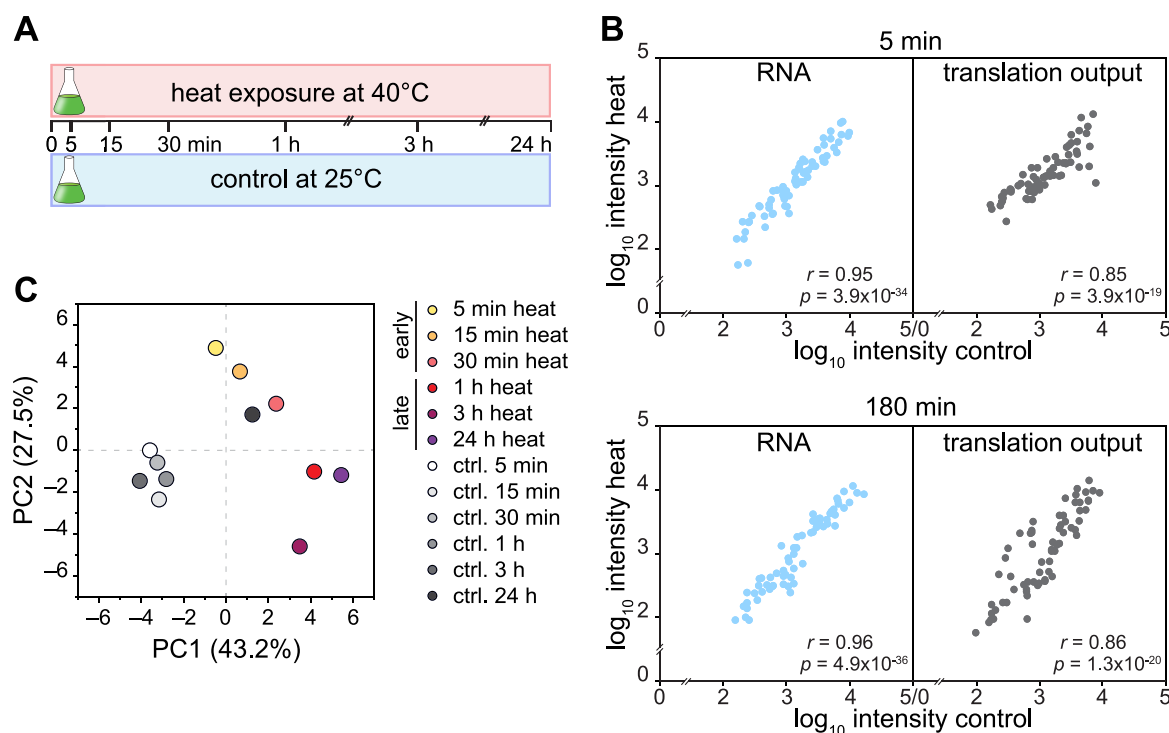 A
heat exposure at 40°C
0 5 15 30 min 1 h 3 h 24 h
control at 25°C
B
5 min
RNA
translation output
5
4
3
2
0
log10 intensity heat
r = 0.95
p = 3.9x10-34
r = 0.85
p = 3.9x10-19
0 2 3 4 5/0 2 3 4 5
log10 intensity control
180 min
RNA
translation output
5
4
3
2
0
log10 intensity heat
r = 0.96
p = 4.9x10-36
r = 0.86
p = 1.3x10-20
0 2 3 4 5/0 2 3 4 5
log10 intensity control
C
6
4
2
0
−2
−4
−6
PC2 (27.5%)
−6 −4 −2 0 2 4 6
PC1 (43.2%)
early
late
5 min heat
15 min heat
30 min heat
1 h heat
3 h heat
24 h heat
ctrl. 5 min
ctrl. 15 min
ctrl. 30 min
ctrl. 1 h
ctrl. 3 h
ctrl. 24 h